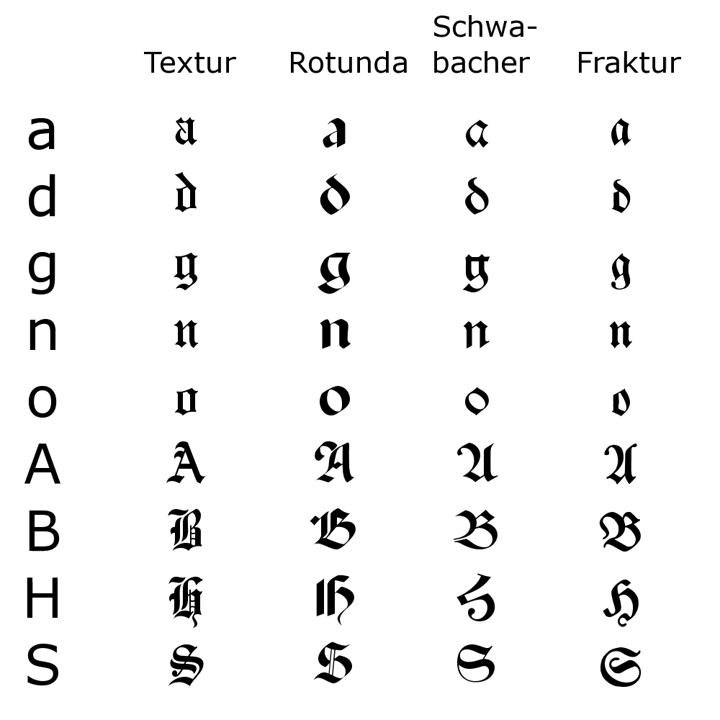 Textur Rotunda Schwa-
bacher Fraktur
a a a a a
d d d d d
g g g g g
n n n n n
o o o o o
A A A A A
B B B B B
H H H H H
S S S S S